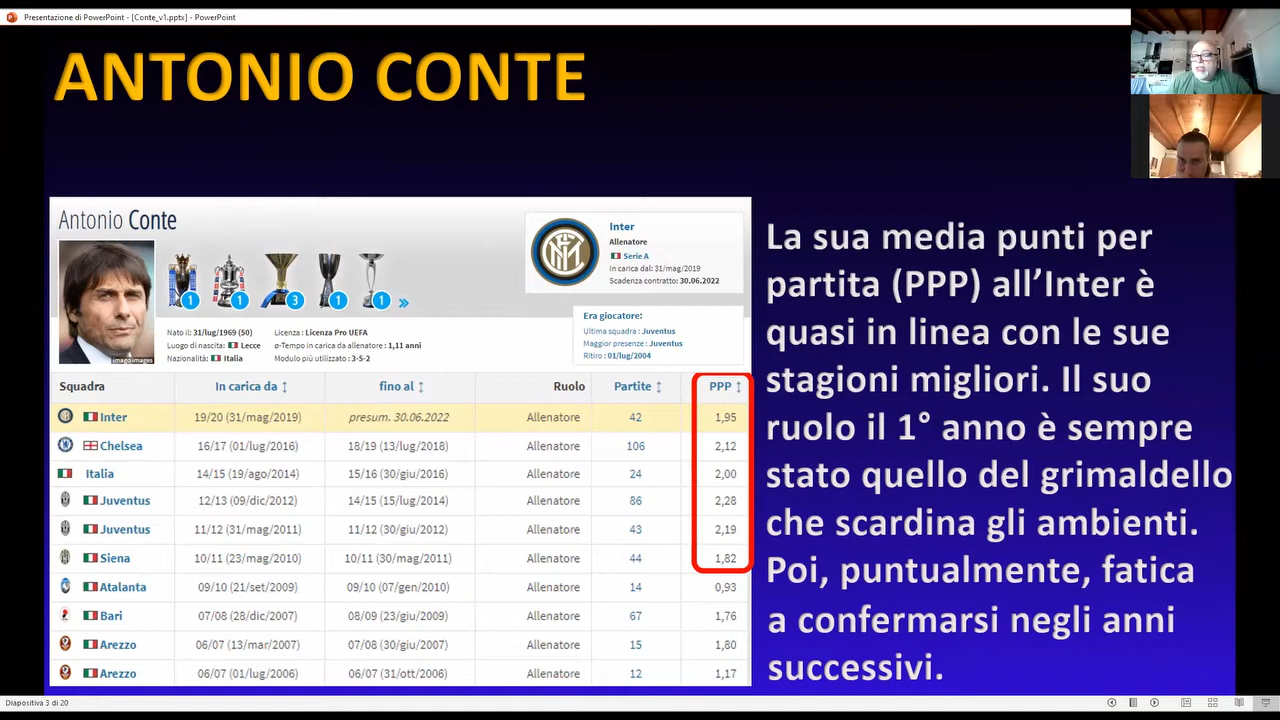 Presentazione di PowerPoint - [Conte_v1.pptx] - PowerPoint
ANTONIO CONTE
Antonio Conte
imago images
1 1 3 1 1 »
Nato il: 31/lug/1969 (50)
Luogo di nascita: Lecce
Nazionalità: Italia
Licenza : Licenza Pro UEFA
ø-Tempo in carica da allenatore : 1,11 anni
Modulo più utilizzato : 3-5-2
Inter
Allenatore
Serie A
In carica dal: 31/mag/2019
Scadenza contratto: 30.06.2022
Era giocatore:
Ultima squadra : Juventus
Maggior presenze : Juventus
Ritiro : 01/lug/2004
Squadra In carica da fino al Ruolo Partite PPP
Inter 19/20 (31/mag/2019) presum. 30.06.2022 Allenatore 42 1,95
Chelsea 16/17 (01/lug/2016) 18/19 (13/lug/2018) Allenatore 106 2,12
Italia 14/15 (19/ago/2014) 15/16 (30/giu/2016) Allenatore 24 2,00
Juventus 12/13 (09/dic/2012) 14/15 (15/lug/2014) Allenatore 86 2,28
Juventus 11/12 (31/mag/2011) 11/12 (30/giu/2012) Allenatore 43 2,19
Siena 10/11 (23/mag/2010) 10/11 (30/mag/2011) Allenatore 44 1,82
Atalanta 09/10 (21/set/2009) 09/10 (07/gen/2010) Allenatore 14 0,93
Bari 07/08 (28/dic/2007) 08/09 (23/giu/2009) Allenatore 67 1,76
Arezzo 06/07 (13/mar/2007) 07/08 (30/giu/2007) Allenatore 15 1,80
Arezzo 06/07 (01/lug/2006) 06/07 (31/ott/2006) Allenatore 12 1,17
La sua media punti per
partita (PPP) all’Inter è
quasi in linea con le sue
stagioni migliori. Il suo
ruolo il 1° anno è sempre
stato quello del grimaldello
che scardina gli ambienti.
Poi, puntualmente, fatica
a confermarsi negli anni
successivi.
Diapositiva 3 di 20